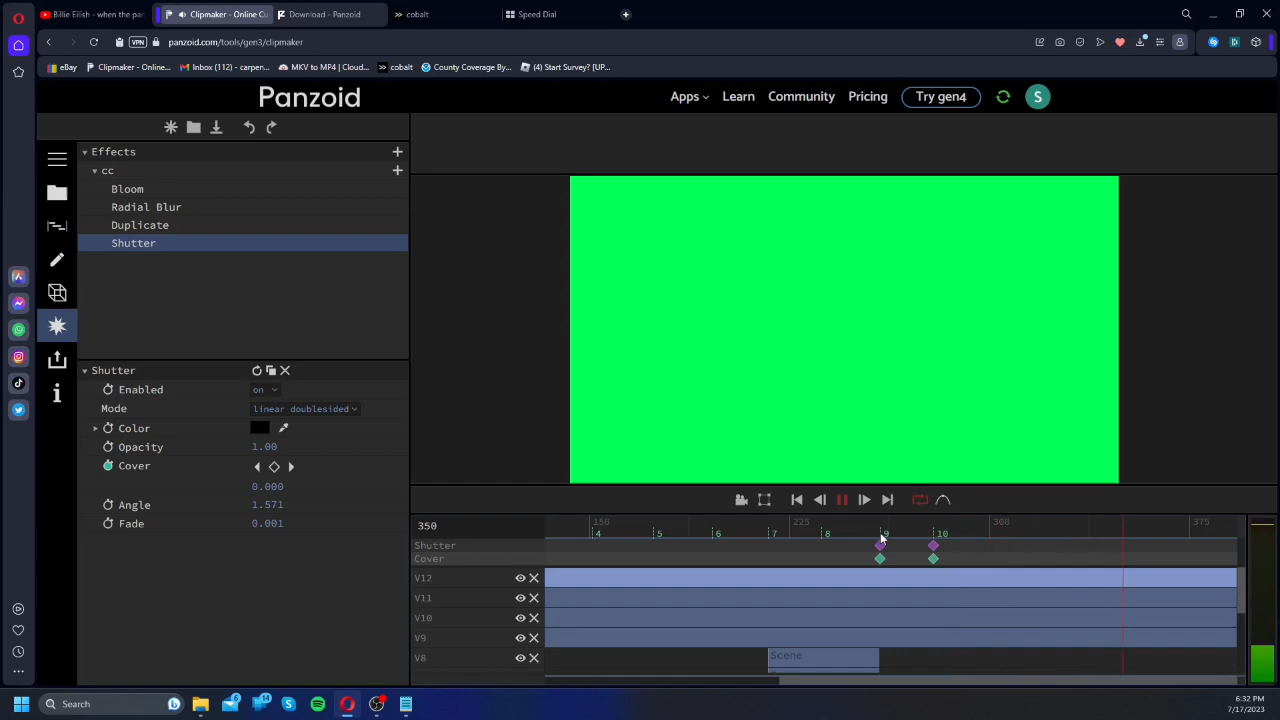 Billie Eilish - when the pa
Clipmaker - Online Cu
Download - Panzoid
cobalt
Speed Dial
VPN
panzoid.com/tools/gen3/clipmaker
eBay
Clipmaker - Online...
Inbox (112) - carpen...
MKV to MP4 | Cloud...
cobalt
County Coverage By...
(4) Start Survey? [UP...
Panzoid
Apps
Learn
Community
Pricing
Try gen4
S
Effects
cc
Bloom
Radial Blur
Duplicate
Shutter
Shutter
Enabled on
Mode linear doublesided
Color
Opacity 1.00
Cover
0.000
Angle 1.571
Fade 0.001
350
150 225 300 375
4 5 6 7 8 9 10
Shutter
Cover
V12
V11
V10
V9
V8
Scene
Search
6
14
6:32 PM
7/17/2023